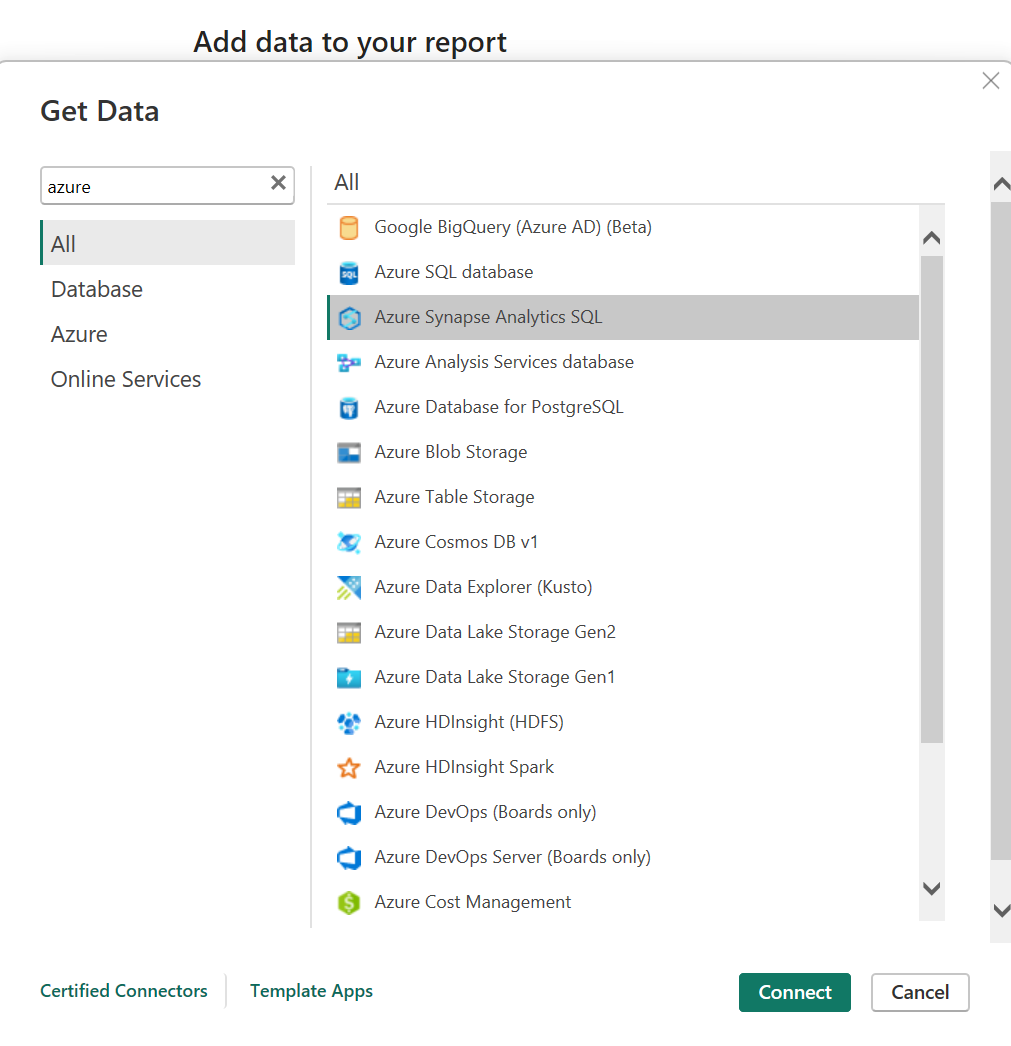 Add data to your report
Get Data
azure
All
Database
Azure
Online Services
All
Google BigQuery (Azure AD) (Beta)
Azure SQL database
Azure Synapse Analytics SQL
Azure Analysis Services database
Azure Database for PostgreSQL
Azure Blob Storage
Azure Table Storage
Azure Cosmos DB v1
Azure Data Explorer (Kusto)
Azure Data Lake Storage Gen2
Azure Data Lake Storage Gen1
Azure HDInsight (HDFS)
Azure HDInsight Spark
Azure DevOps (Boards only)
Azure DevOps Server (Boards only)
Azure Cost Management
Certified Connectors
Template Apps
Connect
Cancel